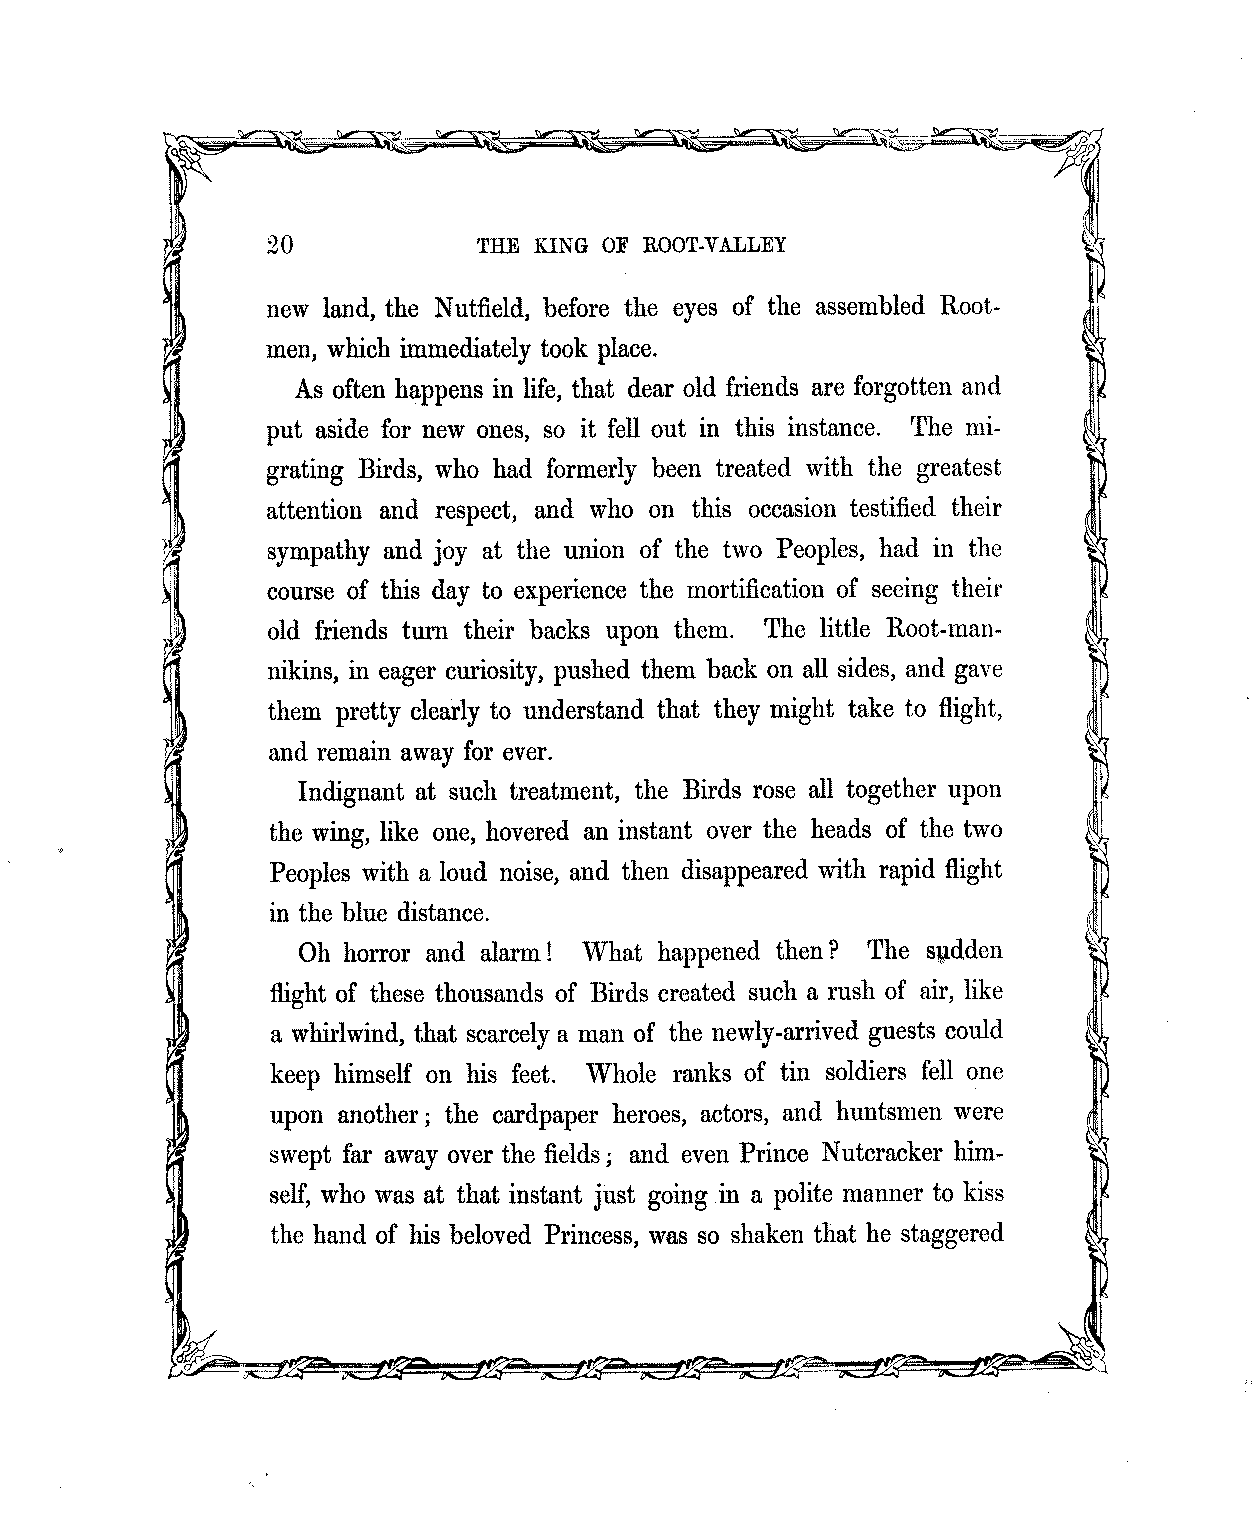 20 THE KING OF ROOT-VALLEY
new land, the Nutfield, before the eyes of the assembled Root-
men, which immediately took place.
As often happens in life, that dear old friends are forgotten and
put aside for new ones, so it fell out in this instance. The mi-
grating Birds, who had formerly been treated with the greatest
attention and respect, and who on this occasion testified their
sympathy and joy at the union of the two Peoples, had in the
course of this day to experience the mortification of seeing their
old friends turn their backs upon them. The little Root-man-
nikins, in eager curiosity, pushed them back on all sides, and gave
them pretty clearly to understand that they might take to flight,
and remain away for ever.
Indignant at such treatment, the Birds rose all together upon
the wing, like one, hovered an instant over the heads of the two
Peoples with a loud noise, and then disappeared with rapid flight
in the blue distance.
Oh horror and alarm! What happened then? The sudden
flight of these thousands of Birds created such a rush of air, like
a whirlwind, that scarcely a man of the newly-arrived guests could
keep himself on his feet. Whole ranks of tin soldiers fell one
upon another; the cardpaper heroes, actors, and huntsmen were
swept far away over the fields; and even Prince Nutcracker him-
self, who was at that instant just going in a polite manner to kiss
the hand of his beloved Princess, was so shaken that he staggered